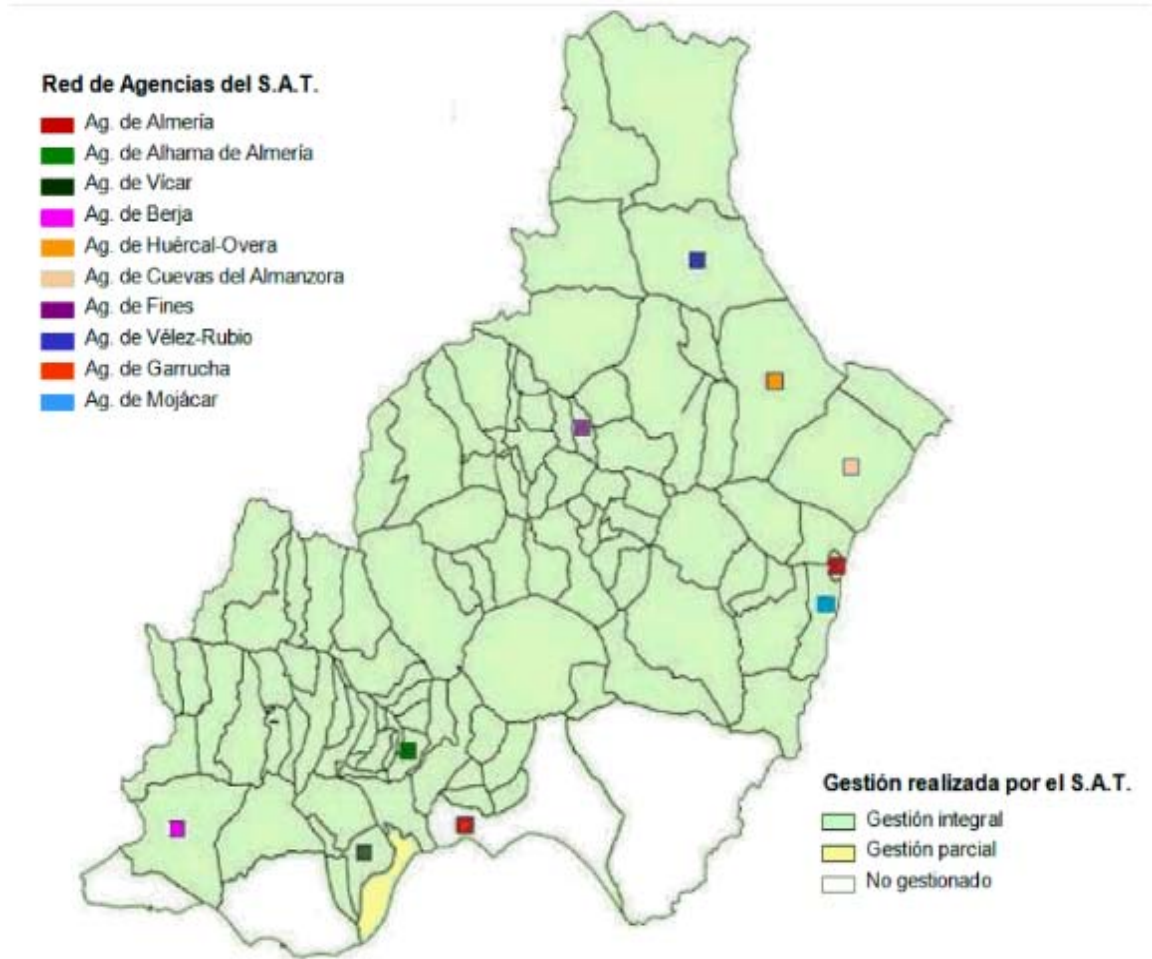 Red de Agencias del S.A.T.
Ag. de Almería
Ag. de Alhama de Almería
Ag. de Vícar
Ag. de Berja
Ag. de Huércal-Overa
Ag. de Cuevas del Almanzora
Ag. de Fines
Ag. de Vélez-Rubio
Ag. de Garrucha
Ag. de Mojácar
Gestión realizada por el S.A.T.
Gestión integral
Gestión parcial
No gestionado